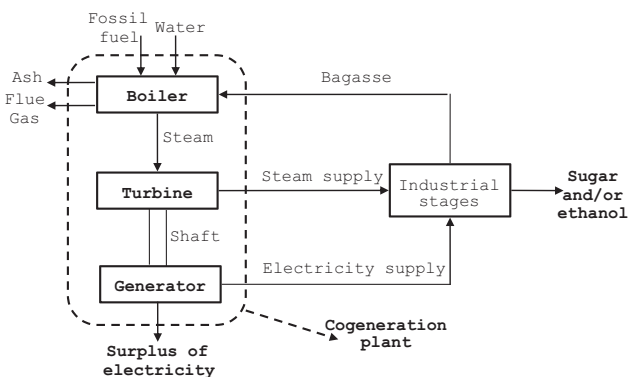 Fossil
fuel
Water
Ash
Flue
Gas
Boiler
Bagasse
Steam
Turbine
Steam supply
Industrial
stages
Sugar
and/or
ethanol
Shaft
Generator
Electricity supply
Cogeneration
plant
Surplus of
electricity